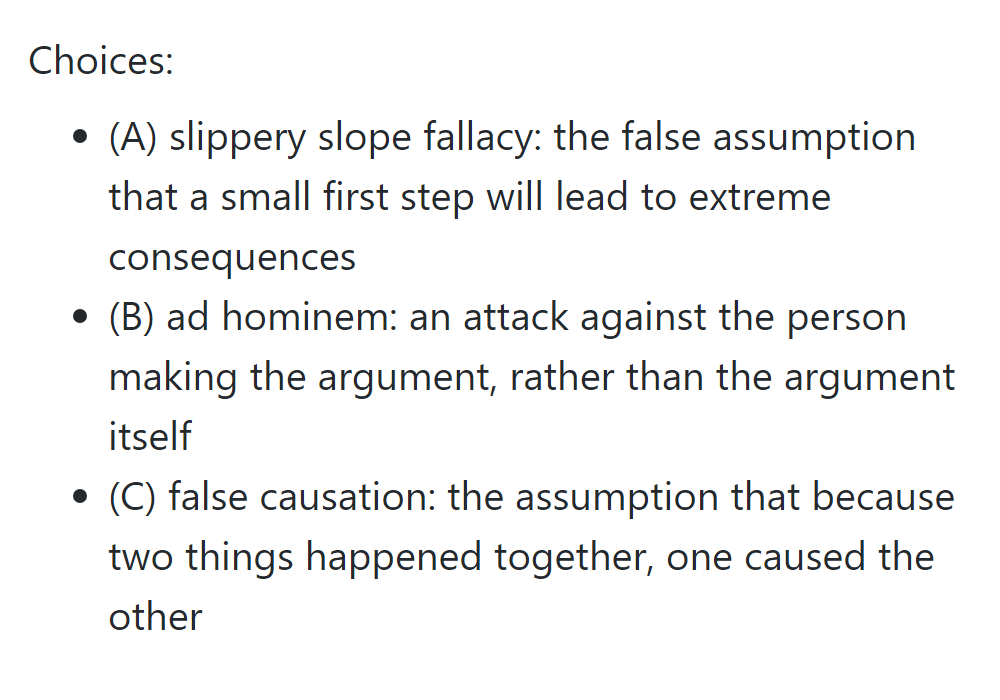 Choices:
• (A) slippery slope fallacy: the false assumption
that a small first step will lead to extreme
consequences
• (B) ad hominem: an attack against the person
making the argument, rather than the argument
itself
• (C) false causation: the assumption that because
two things happened together, one caused the
other